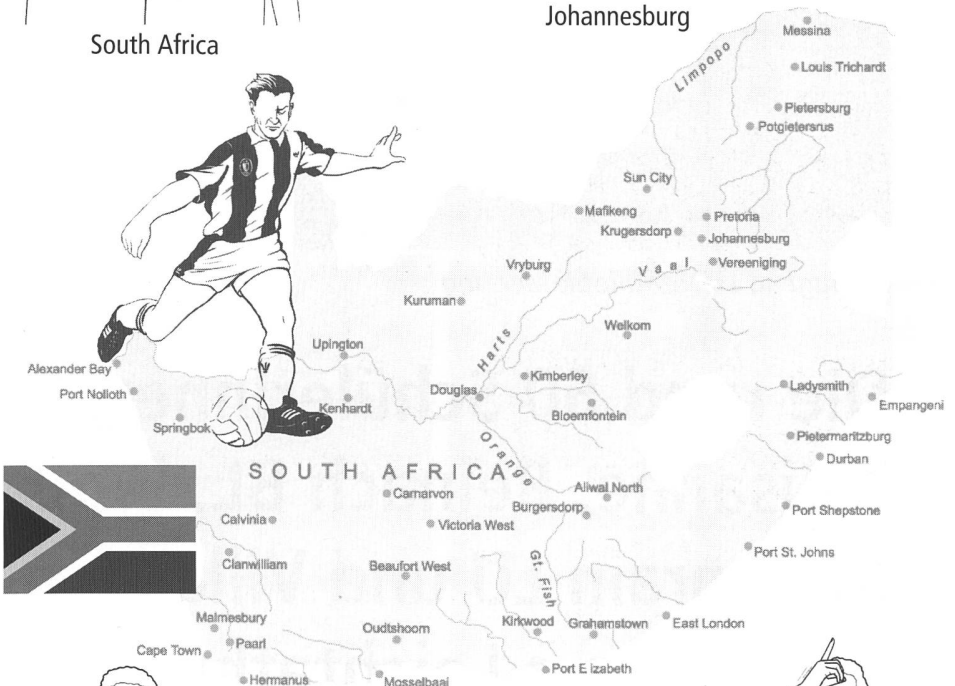 South Africa
Johannesburg
Messina
Limpopo
Louis Trichardt
Pietersburg
Potgietersrus
Sun City
Mafikeng
Pretoria
Krugersdorp
Johannesburg
Vaal
Vereeniging
Vryburg
Kuruman
Harts
Welkom
Upington
Alexander Bay
Port Nolloth
Springbok
Kenhardt
Douglas
Kimberley
Bloemfontein
Ladysmith
Empangeni
Orange
Pietermaritzburg
Durban
SOUTH AFRICA
Carnarvon
Aliwal North
Burgersdorp
Port Shepstone
Calvinia
Victoria West
Port St. Johns
Clanwilliam
Beaufort West
Gt. Fish
Malmesbury
Oudtshoorn
Kirkwood
Grahamstown
East London
Cape Town
Paarl
Hermanus
Mosselbaai
Port E izabeth